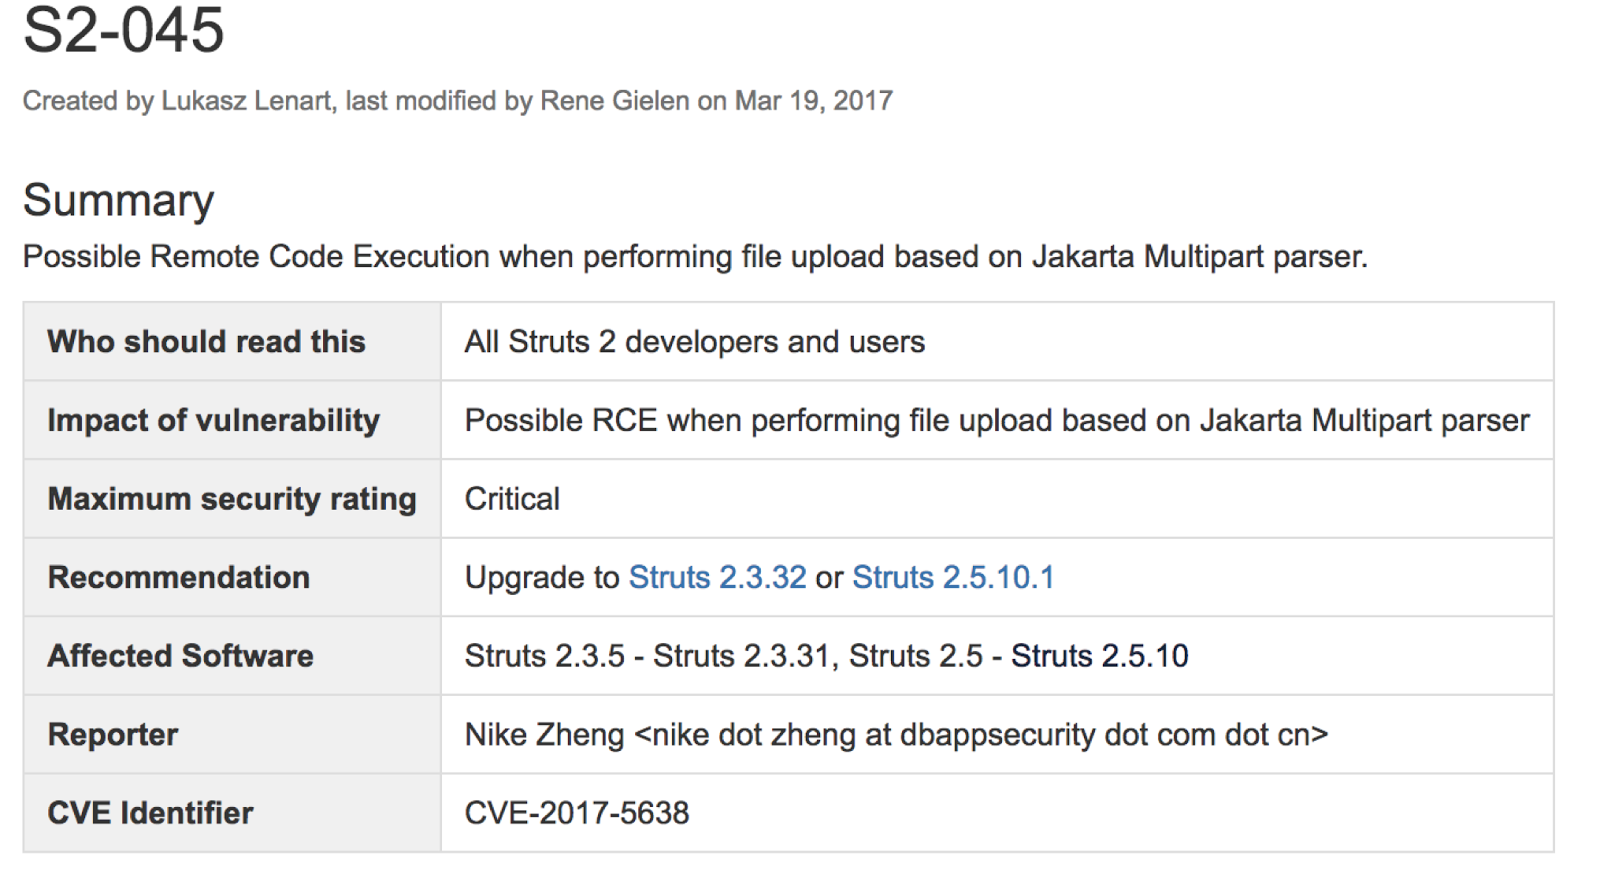 S2-045
Created by Lukasz Lenart, last modified by Rene Gielen on Mar 19, 2017
Summary
Possible Remote Code Execution when performing file upload based on Jakarta Multipart parser.
Who should read this All Struts 2 developers and users
Impact of vulnerability Possible RCE when performing file upload based on Jakarta Multipart parser
Maximum security rating Critical
Recommendation Upgrade to Struts 2.3.32 or Struts 2.5.10.1
Affected Software Struts 2.3.5 - Struts 2.3.31, Struts 2.5 - Struts 2.5.10
Reporter Nike Zheng <nike dot zheng at dbappsecurity dot com dot cn>
CVE Identifier CVE-2017-5638